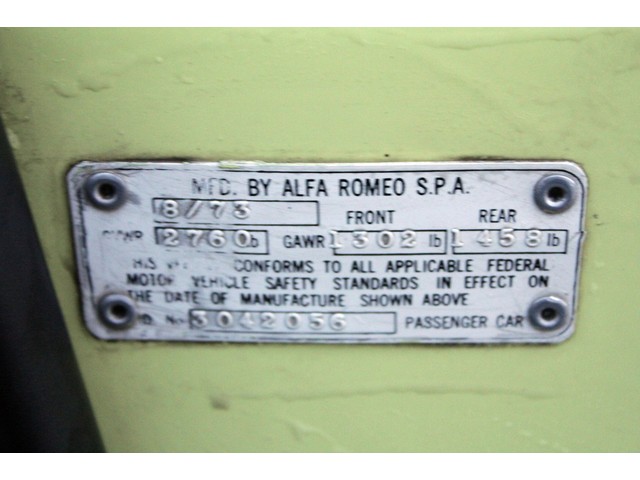 MFD. BY ALFA ROMEO S.P.A.
8/73 FRONT REAR
2760 lb GAWR 1302 lb 1458 lb
CONFORMS TO ALL APPLICABLE FEDERAL
MOTOR VEHICLE SAFETY STANDARDS IN EFFECT ON
THE DATE OF MANUFACTURE SHOWN ABOVE
No 3042056 PASSENGER CAR